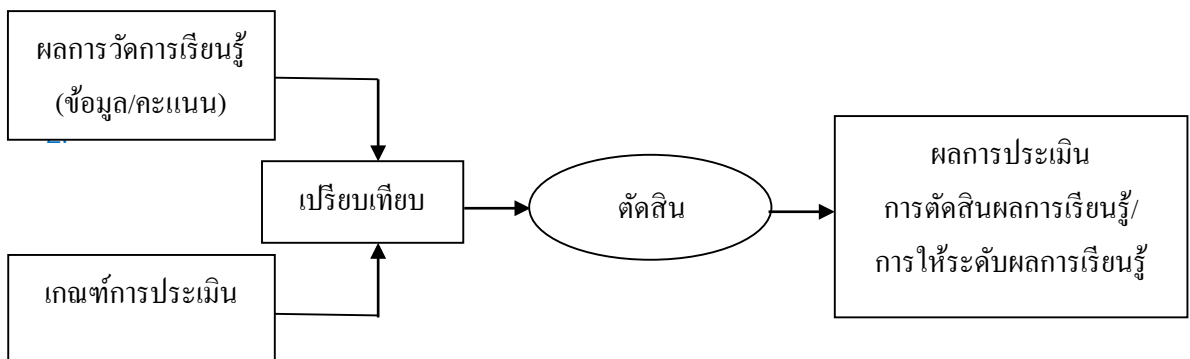 ผลการวัดการเรียนรู้
(ข้อมูล/คะแนน)
เปรียบเทียบ
ตัดสิน
ผลการประเมิน
การตัดสินผลการเรียนรู้/
การให้ระดับผลการเรียนรู้
เกณฑ์การประเมิน